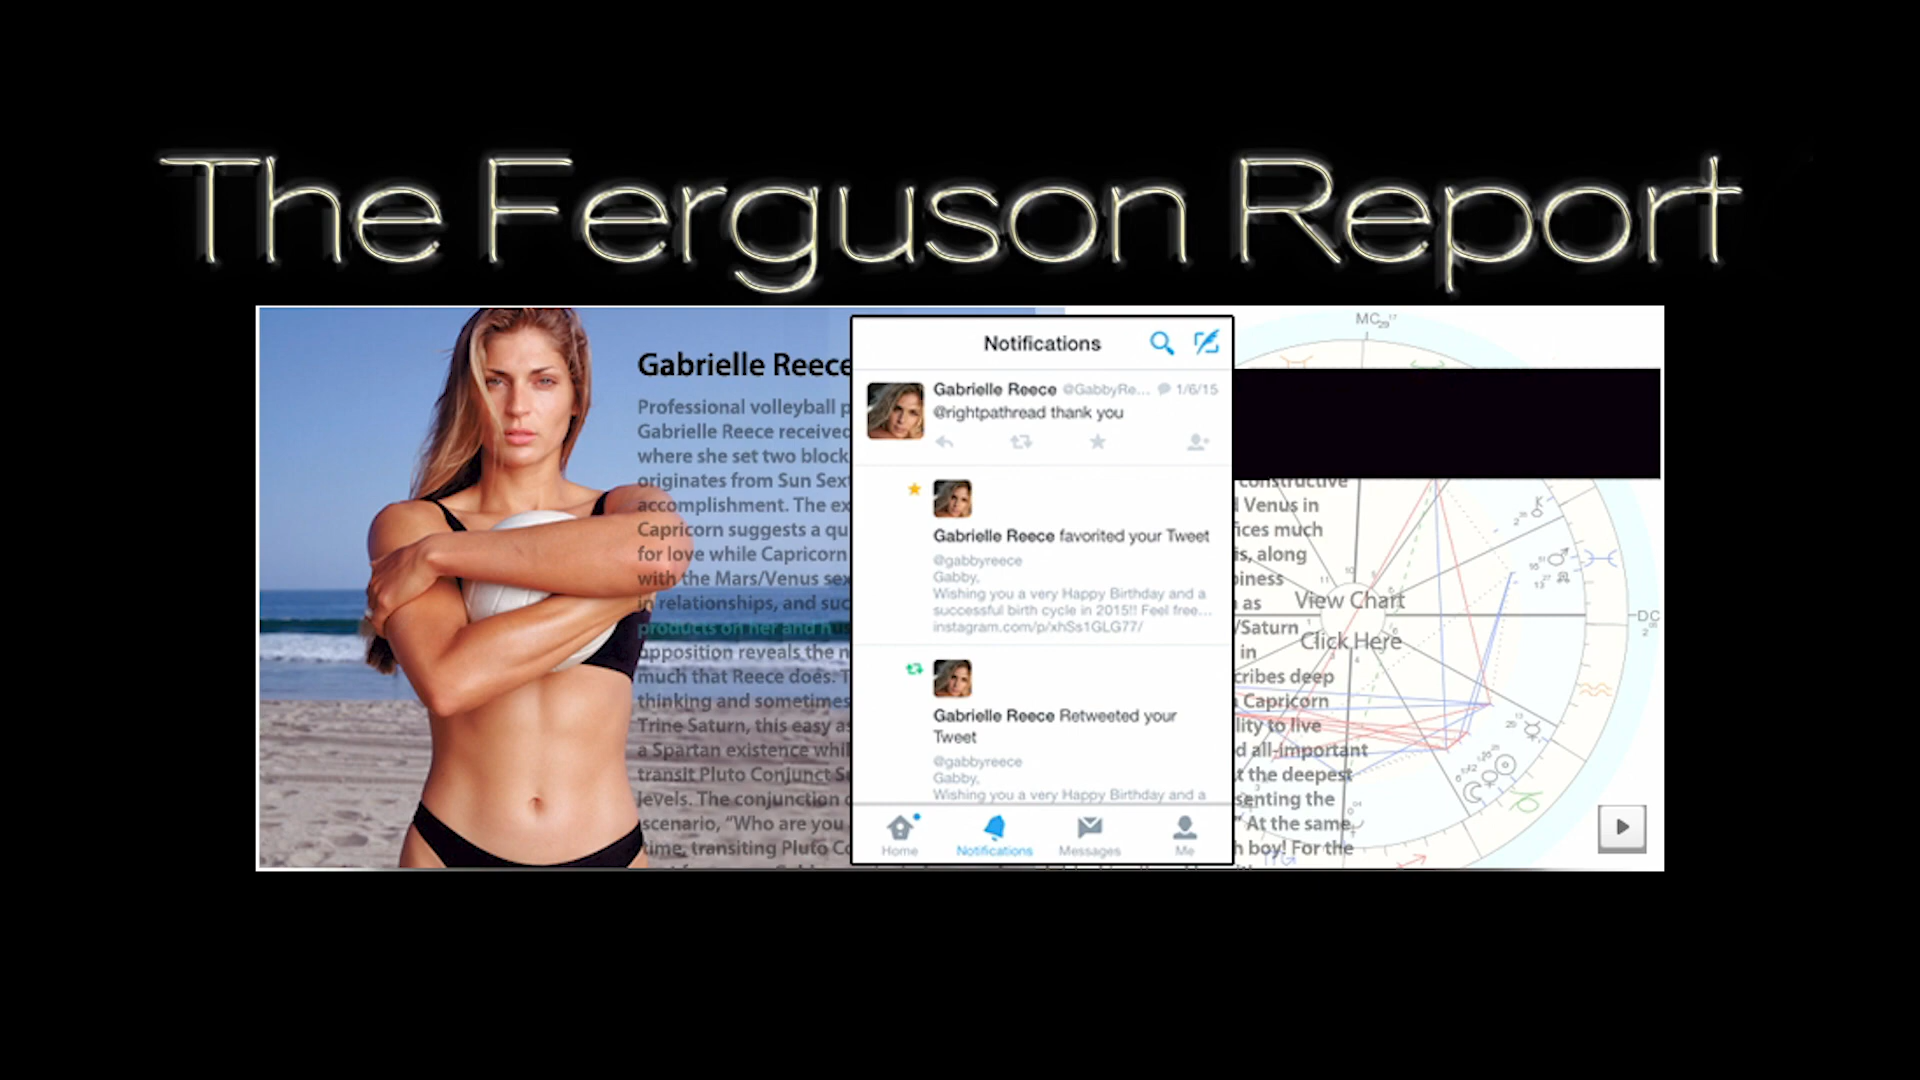 The Ferguson Report
Gabrielle Reece
Professional volleyball
Gabrielle Reece received
where she set two block
originates from Sun Sex
accomplishment. The ex
Capricorn suggests a qu
for love while Capricorn
with the Mars/Venus sex
in relationships, and suc
products on her and
opposition reveals the n
much that Reece does. T
thinking and sometimes
Trine Saturn, this easy as
a Spartan existence whil
transit Pluto Conjunct S
levels. The conjunction
scenario, “Who are you
time, transiting Pluto Co
Notifications
Gabrielle Reece @GabbyRe... 1/6/15
@rightpathread thank you
Gabrielle Reece favorited your Tweet
@gabbyreece
Gabby,
Wishing you a very Happy Birthday and a
successful birth cycle in 2015!! Feel free...
instagram.com/p/xhSs1GLG77/
Gabrielle Reece Retweeted your
Tweet
@gabbyreece
Gabby,
Wishing you a very Happy Birthday and a
Home Notifications Messages Me
MC 29 17
constructive
Venus in
fices much
is, along
piness
as
/Saturn
in
cribes deep
Capricorn
lity to live
d all-important
t the deepest
senting the
" At the same
h boy! For the
View Chart
Click Here
DC